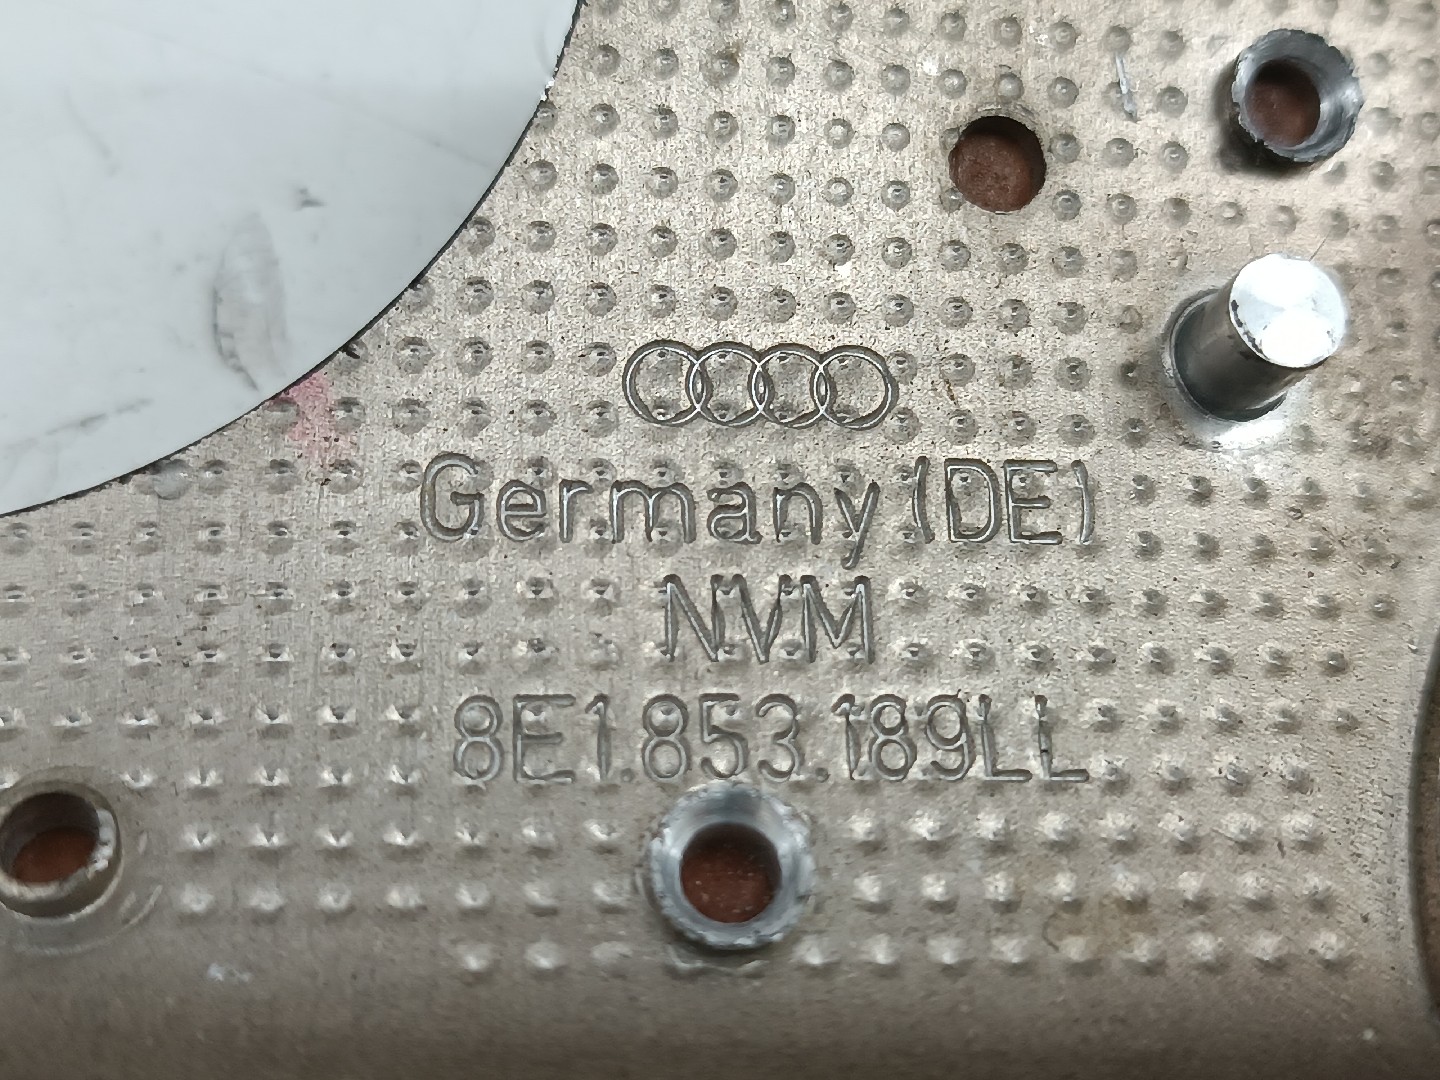 Germany (DE)
NVM
8E1.853.189LL